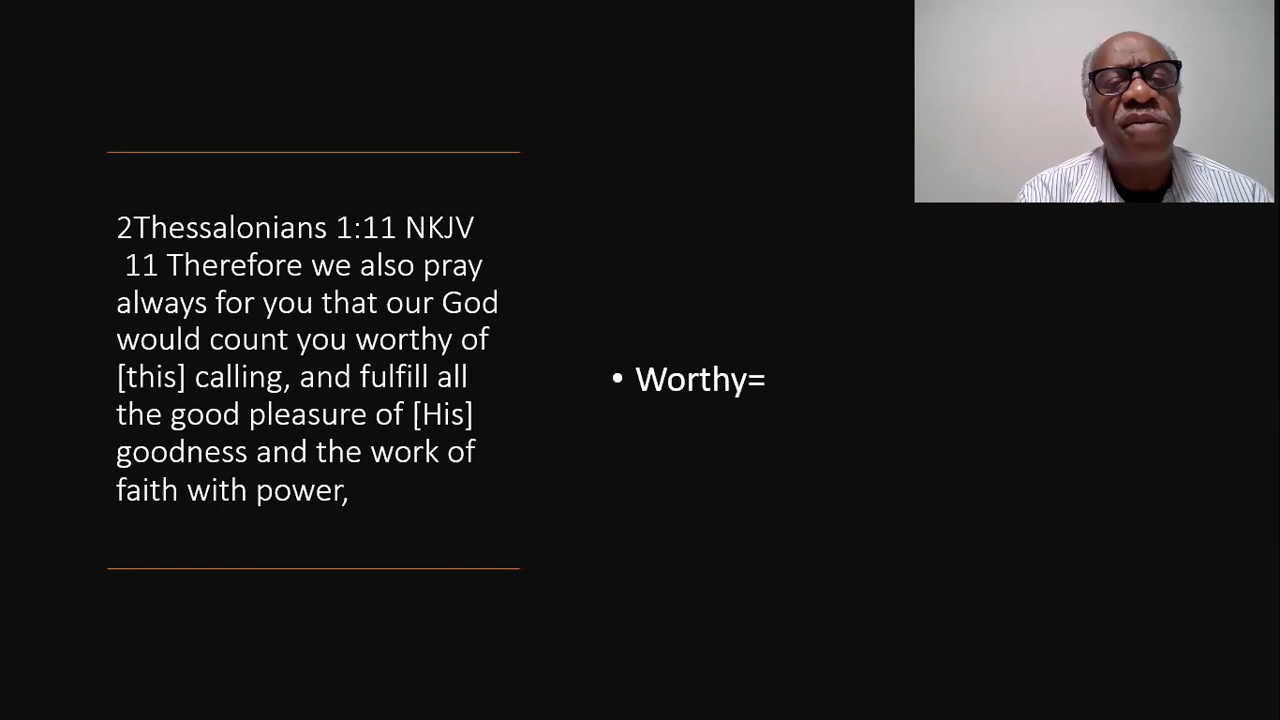 2Thessalonians 1:11 NKJV
11 Therefore we also pray
always for you that our God
would count you worthy of
[this] calling, and fulfill all
the good pleasure of [His]
goodness and the work of
faith with power,
• Worthy=